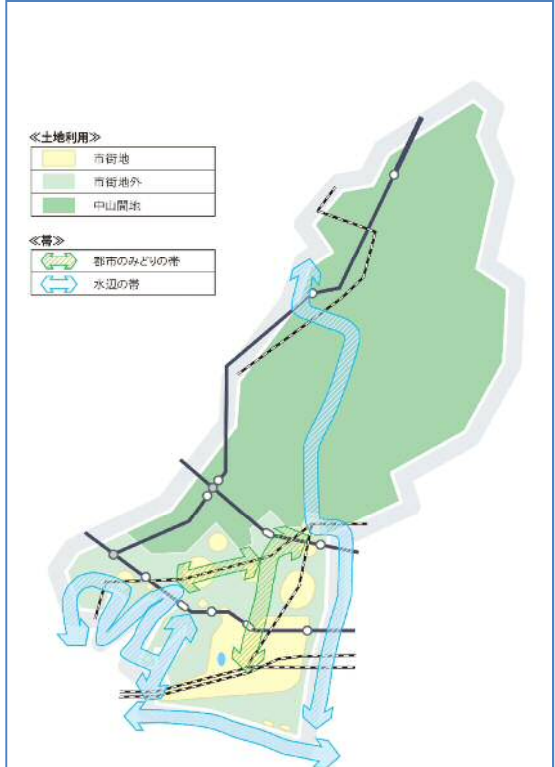 ≪土地利用≫
市街地
市街地外
中山間地
≪帯≫
都市のみどりの帯
水辺の帯